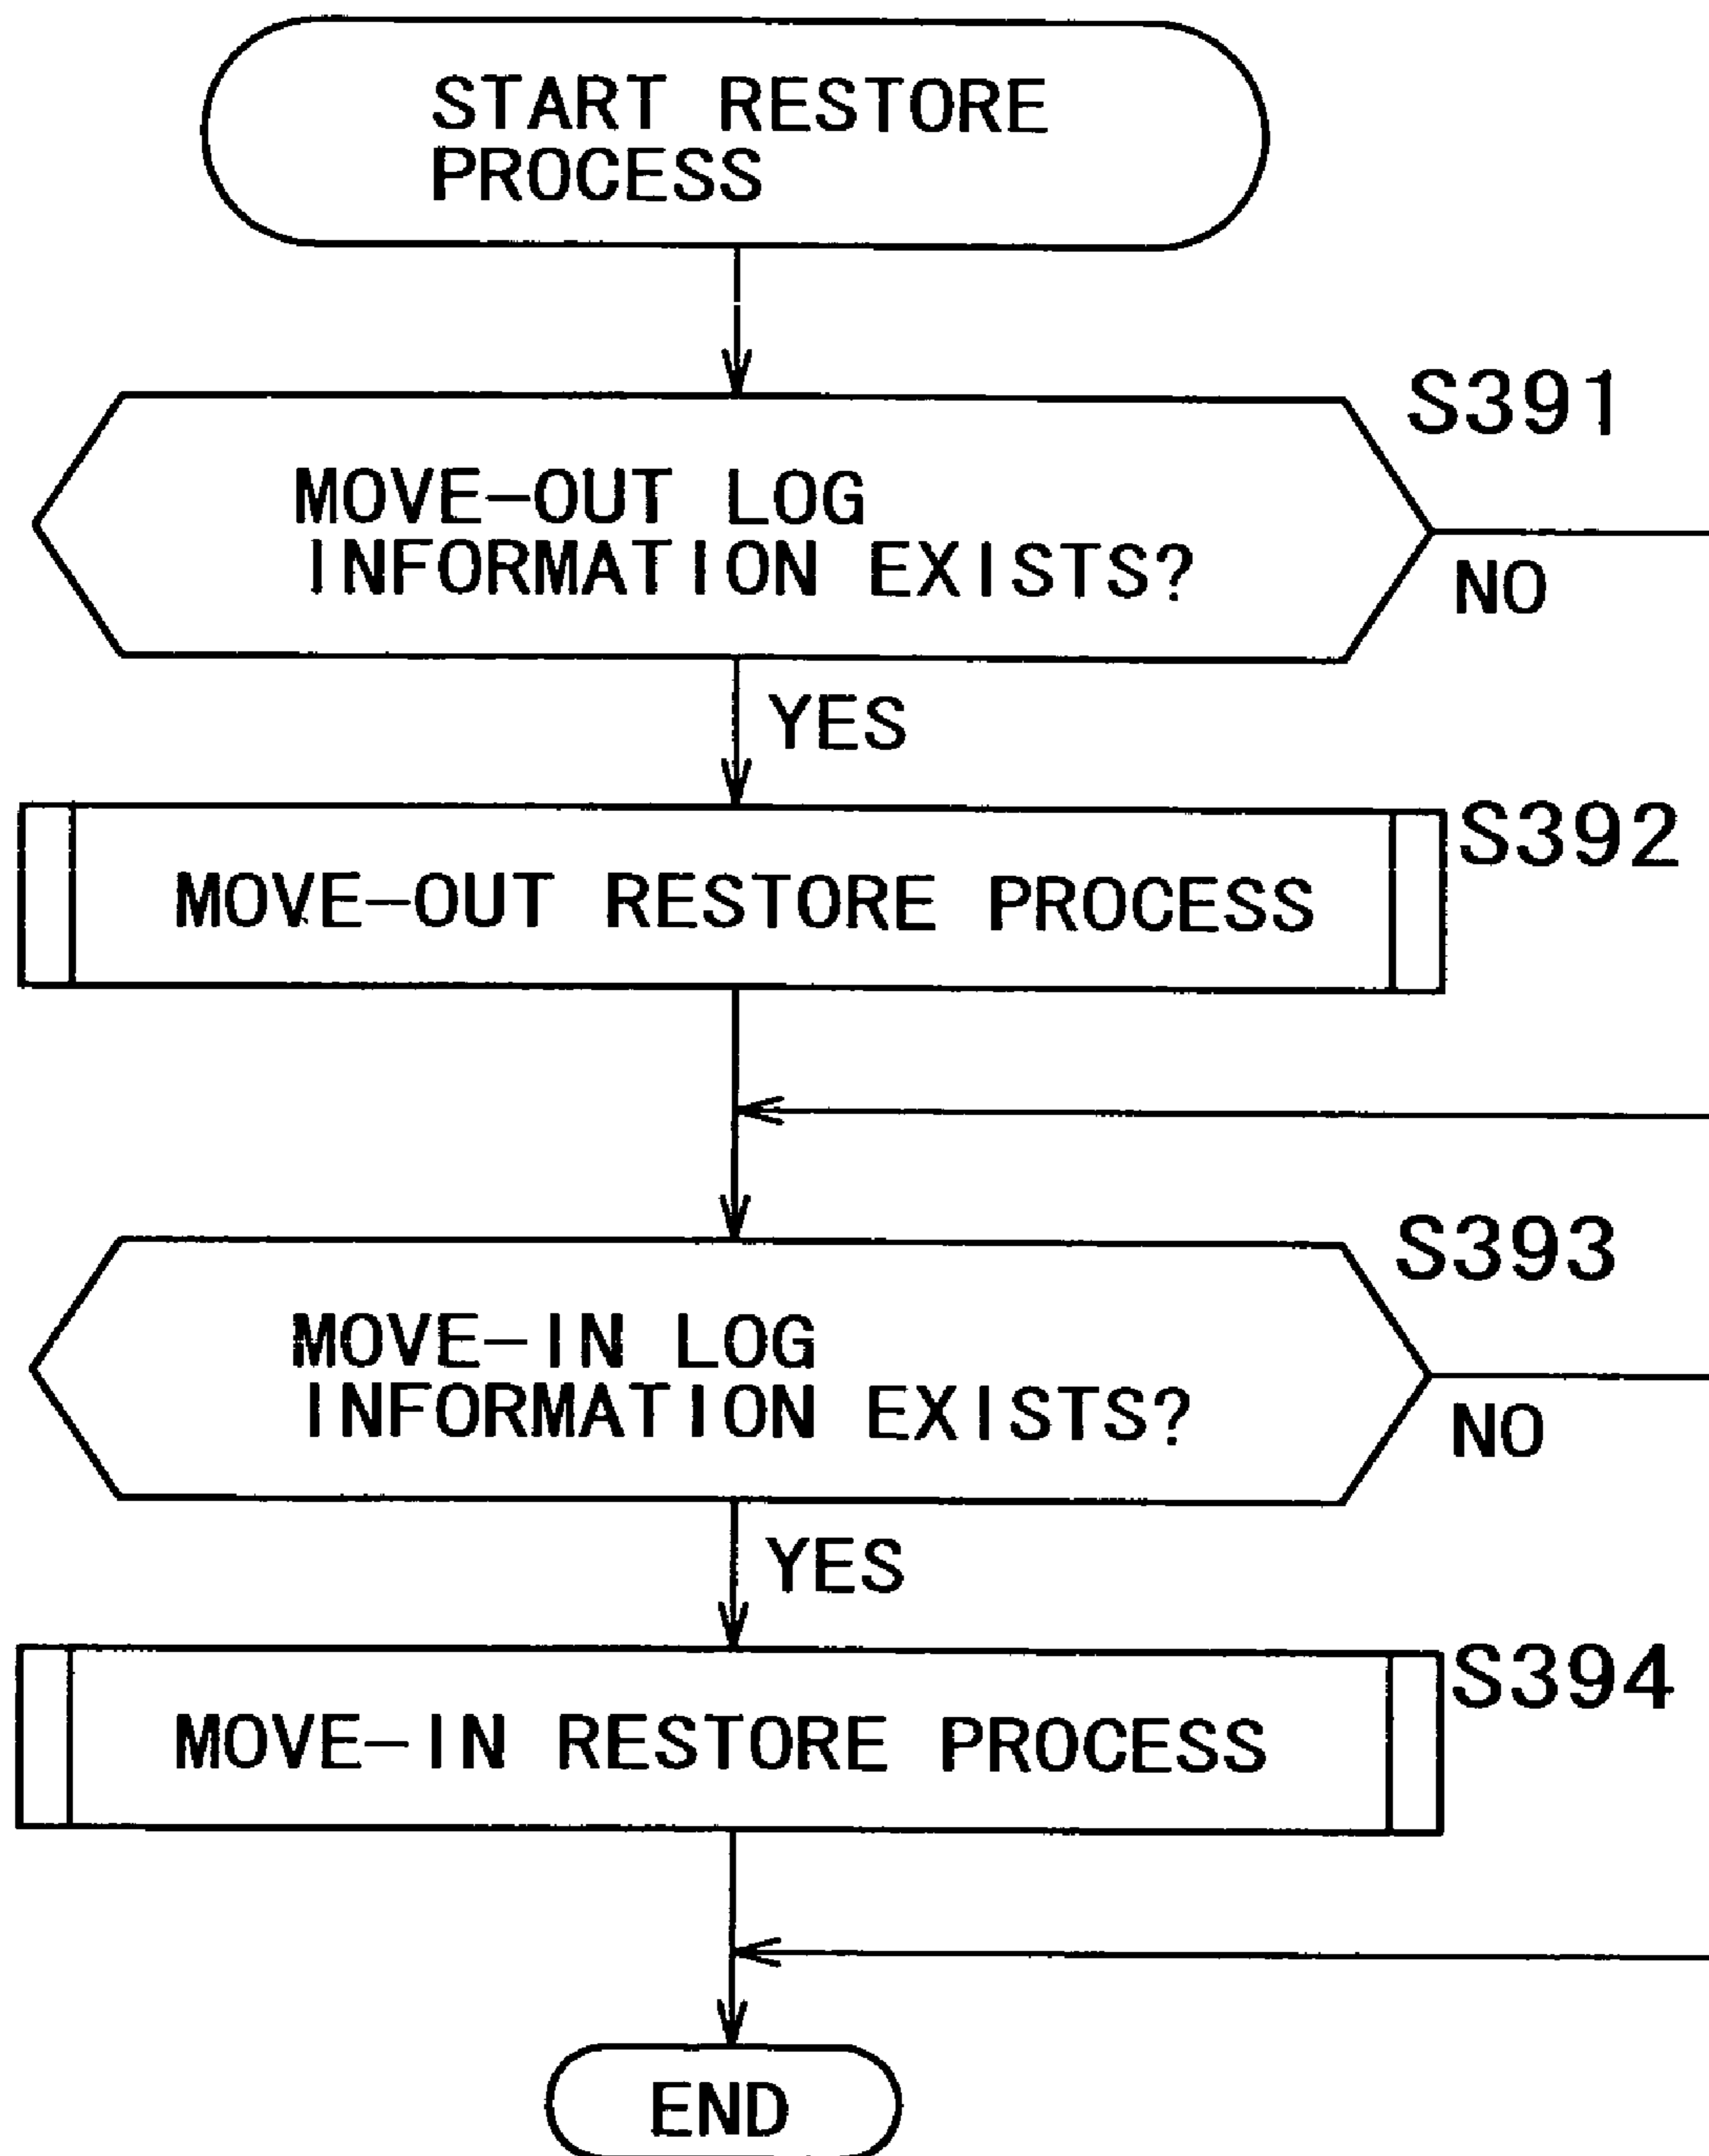 START RESTORE
PROCESS
S391
MOVE-OUT LOG
INFORMATION EXISTS?
NO
YES
S392
MOVE-OUT RESTORE PROCESS
S393
MOVE-IN LOG
INFORMATION EXISTS?
NO
YES
S394
MOVE-IN RESTORE PROCESS
END